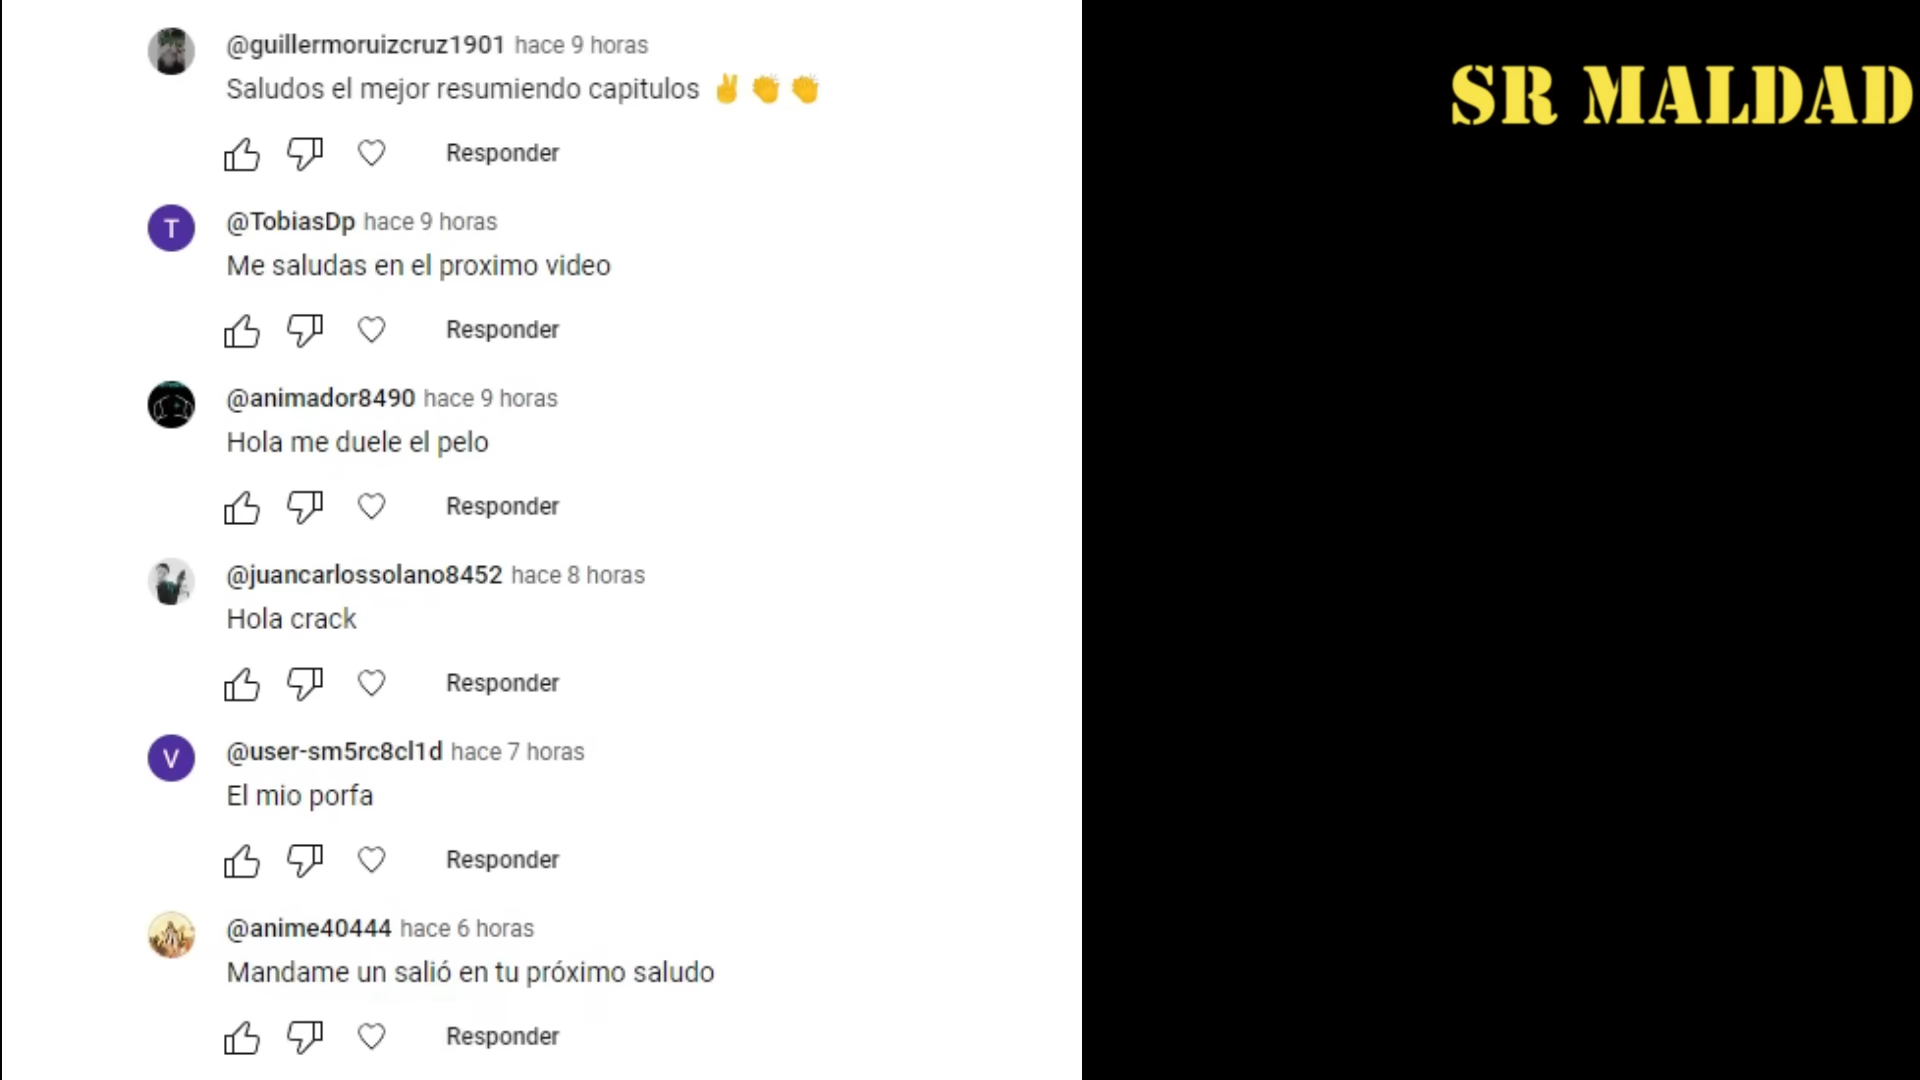 @guillermoruizcruz1901 hace 9 horas
Saludos el mejor resumiendo capitulos ✌👏👏
Responder
T
@TobiasDp hace 9 horas
Me saludas en el proximo video
Responder
@animador8490 hace 9 horas
Hola me duele el pelo
Responder
@juancarlossolano8452 hace 8 horas
Hola crack
Responder
V
@user-sm5rc8cl1d hace 7 horas
El mio porfa
Responder
@anime40444 hace 6 horas
Mandame un salió en tu próximo saludo
Responder
SR MALDAD